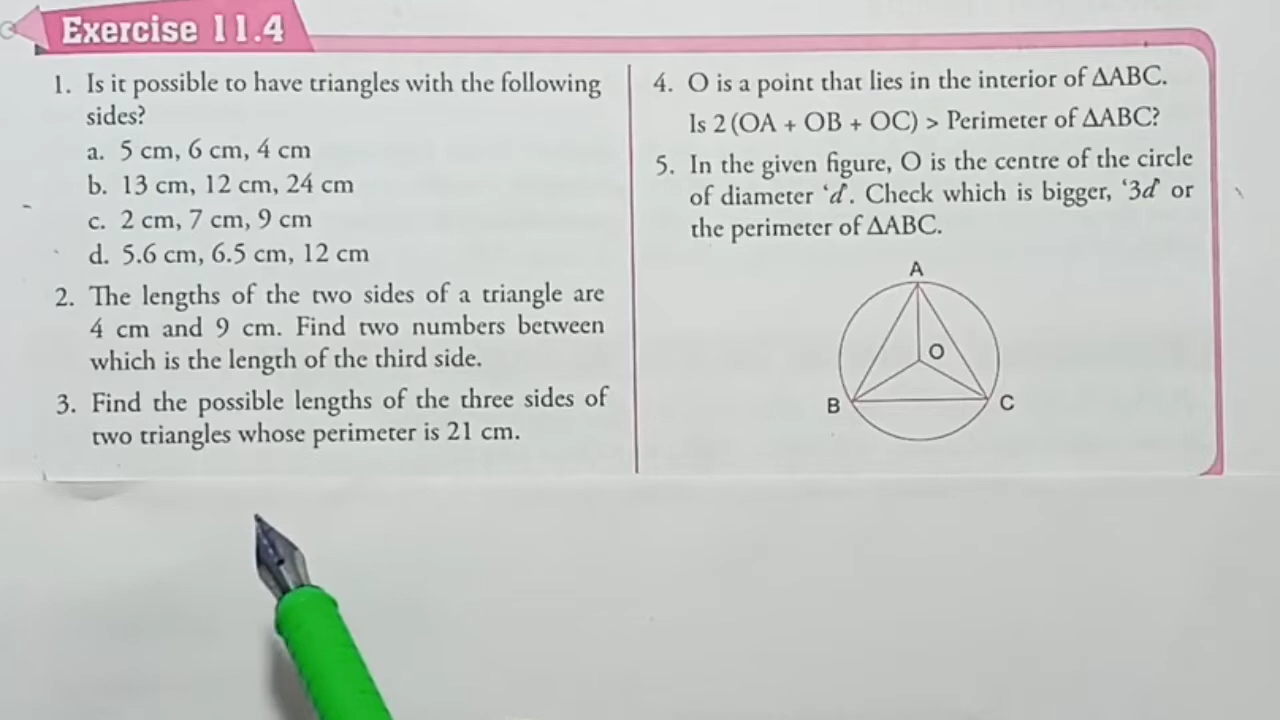 Exercise 11.4
1. Is it possible to have triangles with the following
sides?
a. 5 cm, 6 cm, 4 cm
b. 13 cm, 12 cm, 24 cm
c. 2 cm, 7 cm, 9 cm
d. 5.6 cm, 6.5 cm, 12 cm
2. The lengths of the two sides of a triangle are
4 cm and 9 cm. Find two numbers between
which is the length of the third side.
3. Find the possible lengths of the three sides of
two triangles whose perimeter is 21 cm.
4. O is a point that lies in the interior of ΔABC.
Is 2 (OA + OB + OC) > Perimeter of ΔABC?
5. In the given figure, O is the centre of the circle
of diameter ‘d’. Check which is bigger, ‘3d’ or
the perimeter of ΔABC.
A
O
B
C